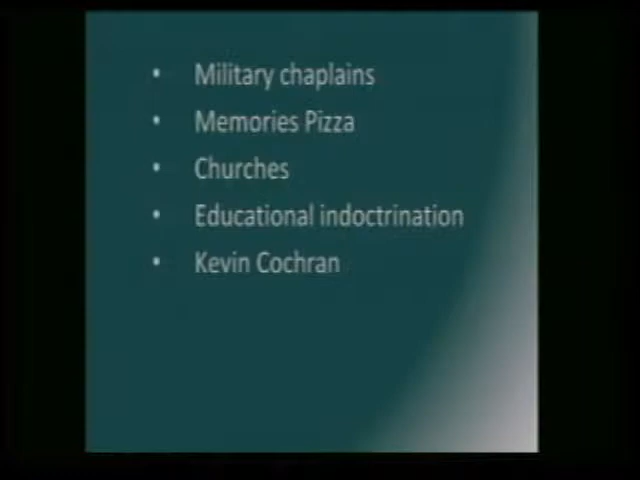 • Military chaplains
• Memories Pizza
• Churches
• Educational indoctrination
• Kevin Cochran